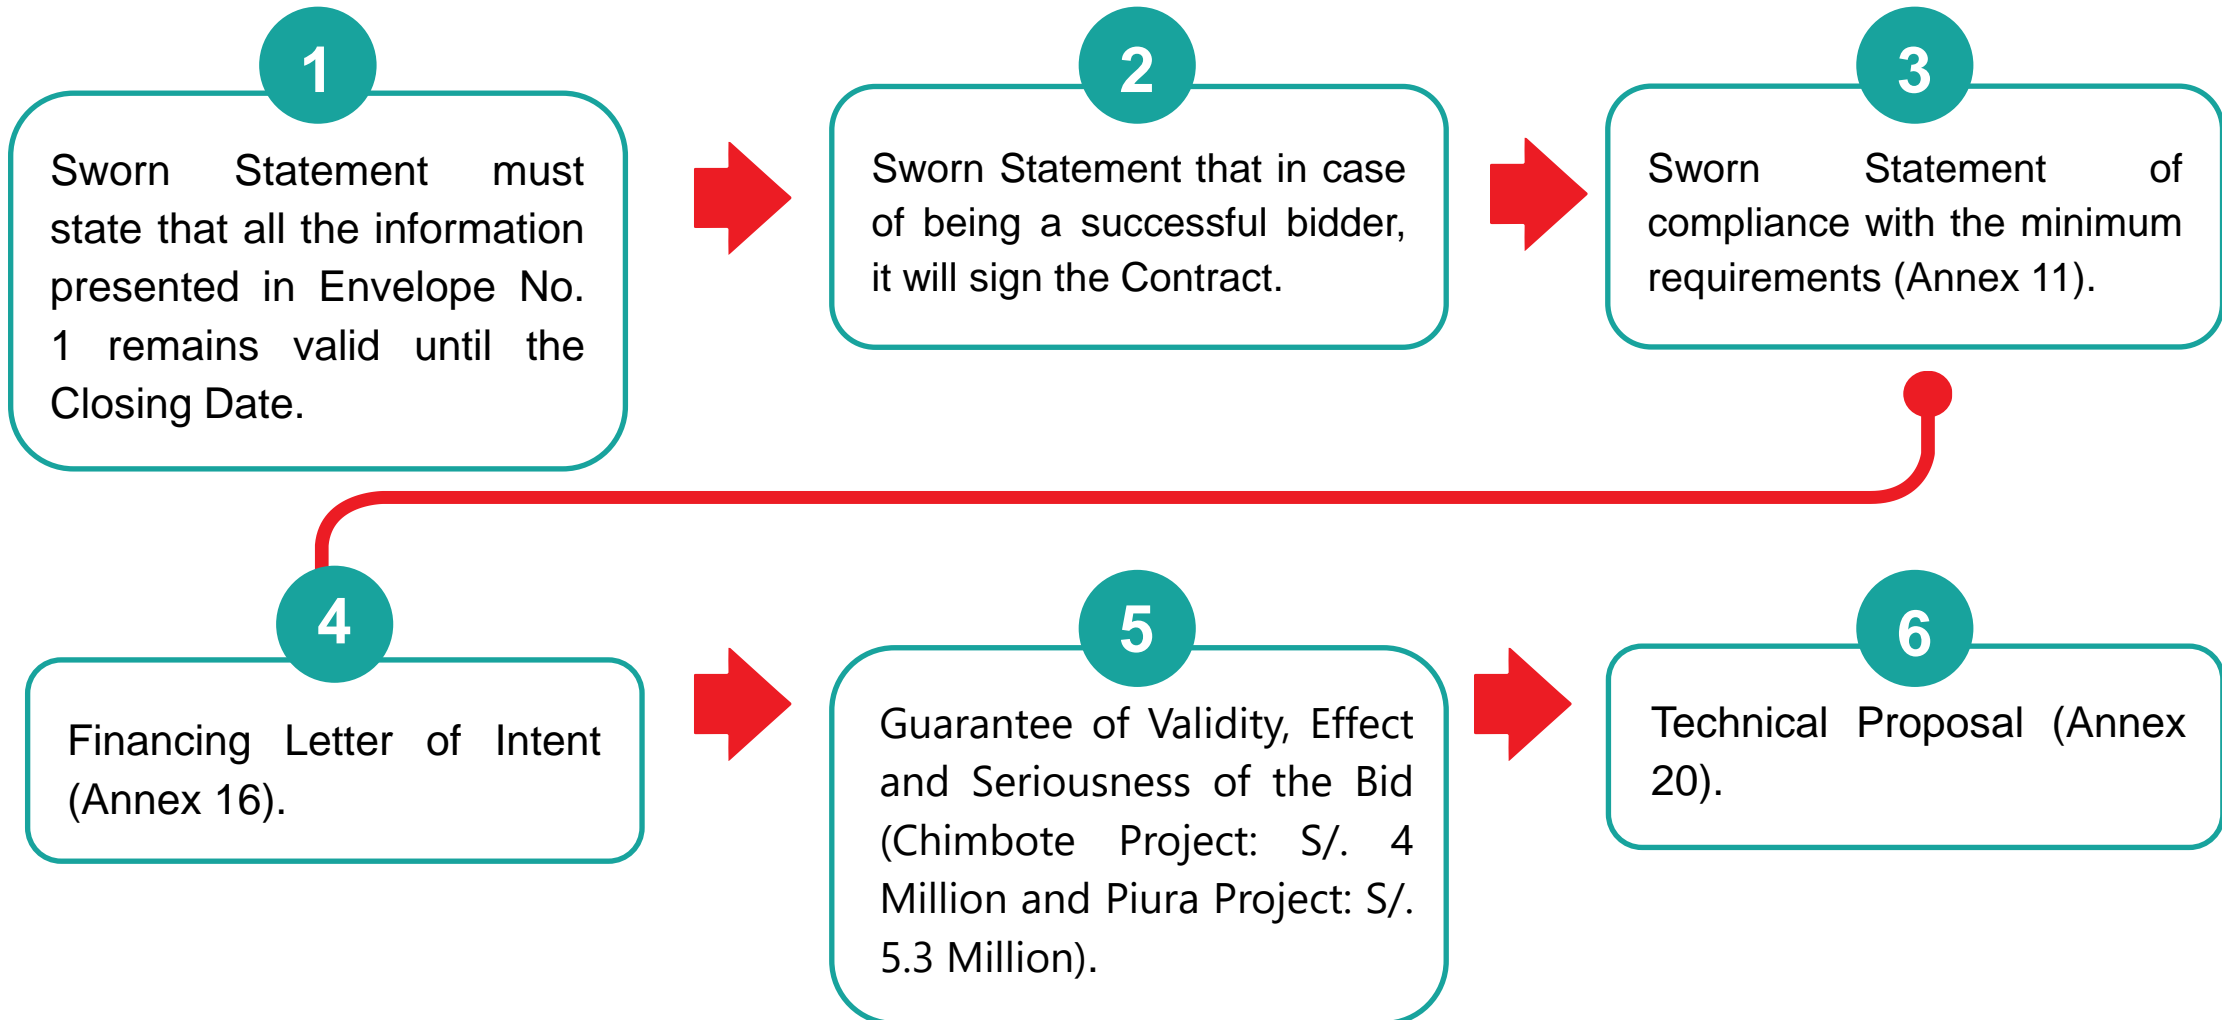 1
Sworn Statement must
state that all the information
presented in Envelope No.
1 remains valid until the
Closing Date.
2
Sworn Statement that in case
of being a successful bidder,
it will sign the Contract.
3
Sworn Statement of
compliance with the minimum
requirements (Annex 11).
4
Financing Letter of Intent
(Annex 16).
5
Guarantee of Validity, Effect
and Seriousness of the Bid
(Chimbote Project: S/. 4
Million and Piura Project: S/.
5.3 Million).
6
Technical Proposal (Annex
20).